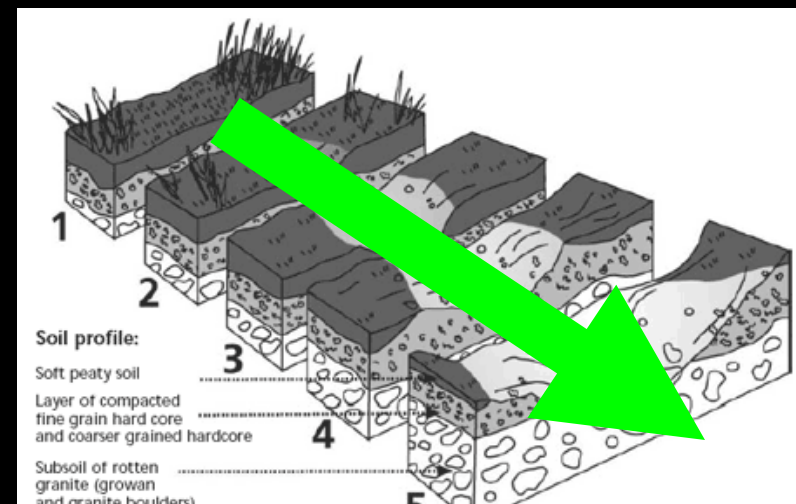 1
2
3
4
5
Soil profile:
Soft peaty soil
Layer of compacted
fine grain hard core
and coarser grained hardcore
Subsoil of rotten
granite (growan
and granite boulders)